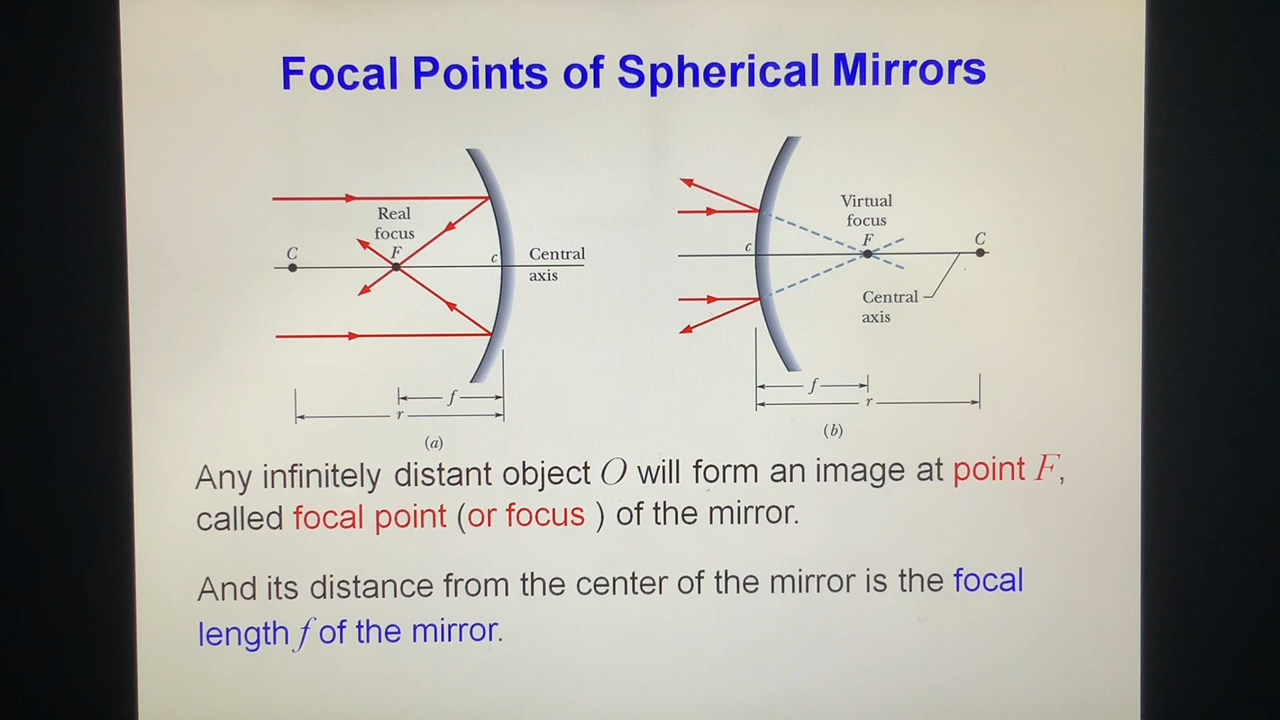 Focal Points of Spherical Mirrors
Real
focus
F
C
c
Central
axis
f
r
(a)
Virtual
focus
F
C
c
Central
axis
f
r
(b)
Any infinitely distant object O will form an image at point F,
called focal point (or focus ) of the mirror.
And its distance from the center of the mirror is the focal
length f of the mirror.